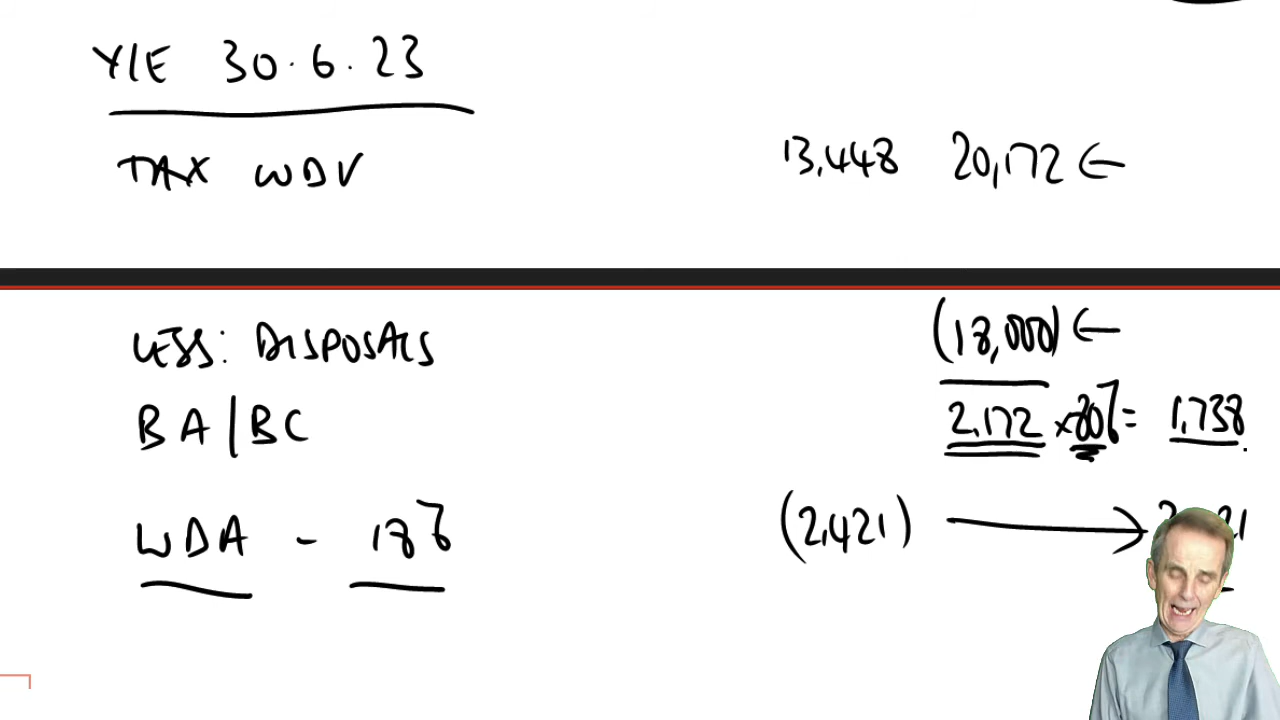 Y/E 30.6.23
TAX WDV 13,448 20,172 ←
LESS: DISPOSALS (18,000) ←
BA/BC 2,172 x 80% = 1,738
WDA - 18% (2,421) →